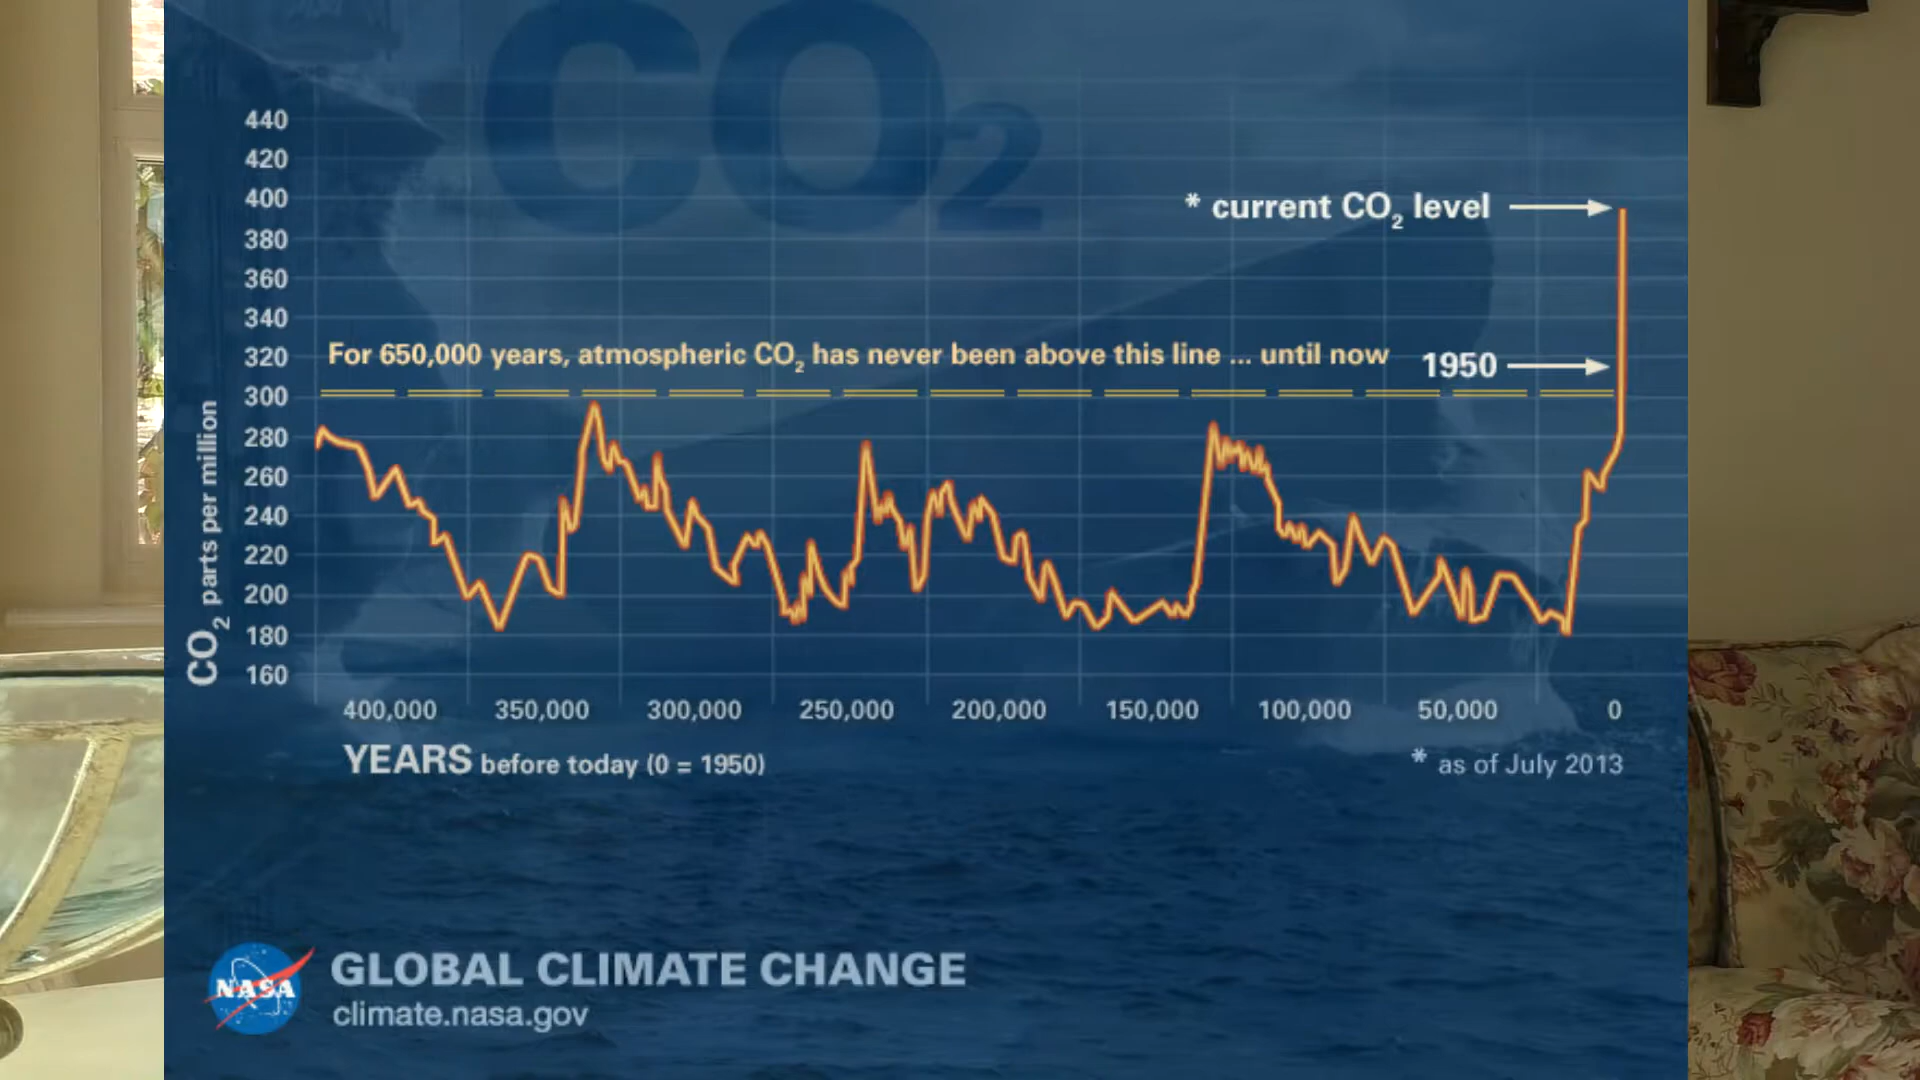 CO2
440
420
400
380
360
340
320
300
280
260
240
220
200
180
160
CO2 parts per million
* current CO2 level
For 650,000 years, atmospheric CO2 has never been above this line ... until now
1950
400,000 350,000 300,000 250,000 200,000 150,000 100,000 50,000 0
YEARS before today (0 = 1950)
* as of July 2013
NASA
GLOBAL CLIMATE CHANGE
climate.nasa.gov